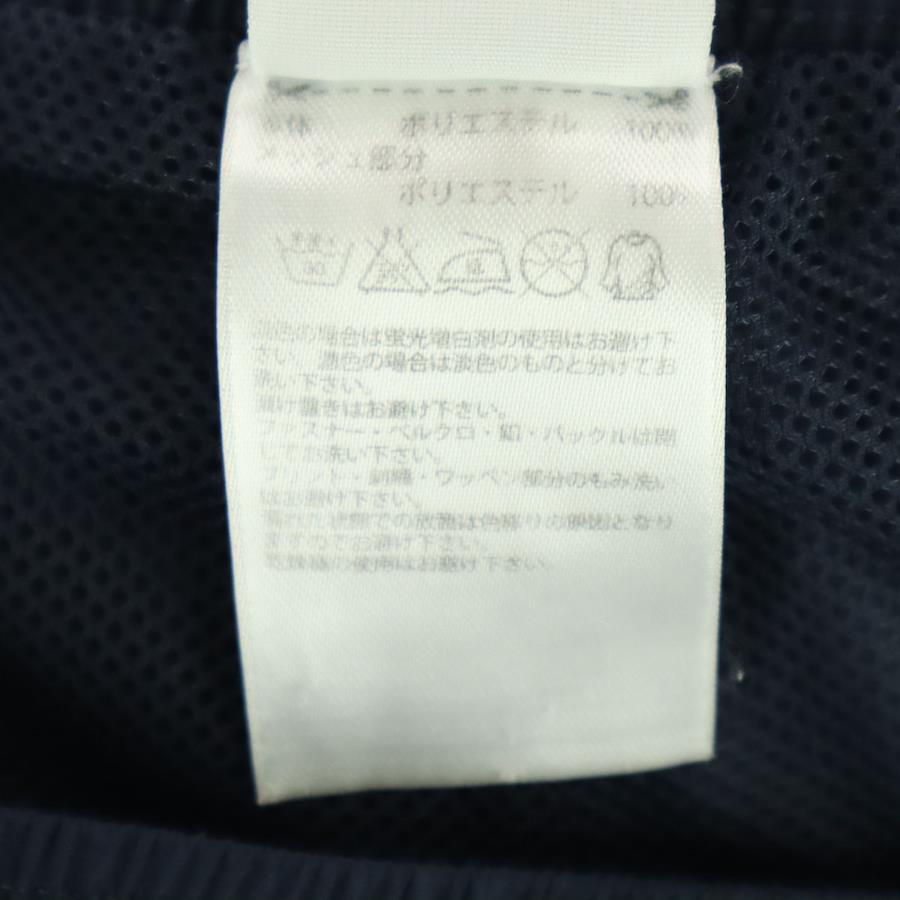 体 ポリエステル 100%
メッシュ部分
ポリエステル 100%
淡色の場合は蛍光増白剤の使用はお避け下
さい。濃色の場合は淡色のものと分けてお
洗い下さい。
漬け置きはお避け下さい。
ファスナー・ベルクロ・釦・バックルは閉
じてお洗い下さい。
プリント・刺繍・ワッペン部分のもみ洗い
はお避け下さい。
濡れた状態での放置は色移りの原因となり
ますのでお避け下さい。
乾燥機の使用はお避け下さい。